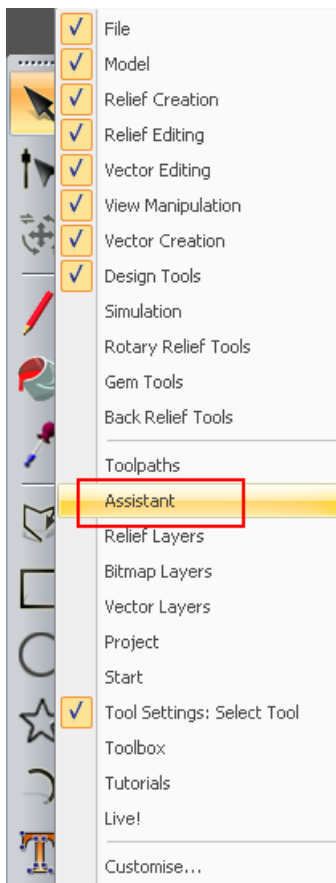 File
Model
Relief Creation
Relief Editing
Vector Editing
View Manipulation
Vector Creation
Design Tools
Simulation
Rotary Relief Tools
Gem Tools
Back Relief Tools
Toolpaths
Assistant
Relief Layers
Bitmap Layers
Vector Layers
Project
Start
Tool Settings: Select Tool
Toolbox
Tutorials
Live!
T
Customise...